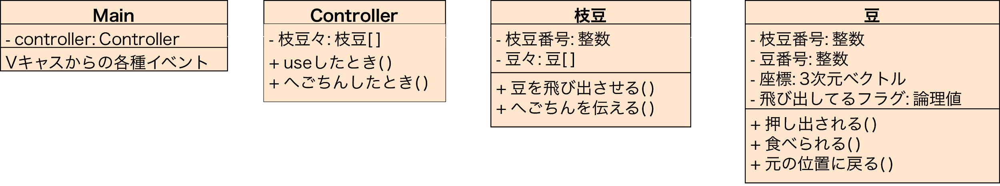 Main
- controller: Controller
Vキャスからの各種イベント
Controller
- 枝豆々: 枝豆[]
+ useしたとき()
+ へごちんしたとき()
枝豆
- 枝豆番号: 整数
- 豆々: 豆[]
+ 豆を飛び出させる()
+ へごちんを伝える()
豆
- 枝豆番号: 整数
- 豆番号: 整数
- 座標: 3次元ベクトル
- 飛び出してるフラグ: 論理値
+ 押し出される()
+ 食べられる()
+ 元の位置に戻る()